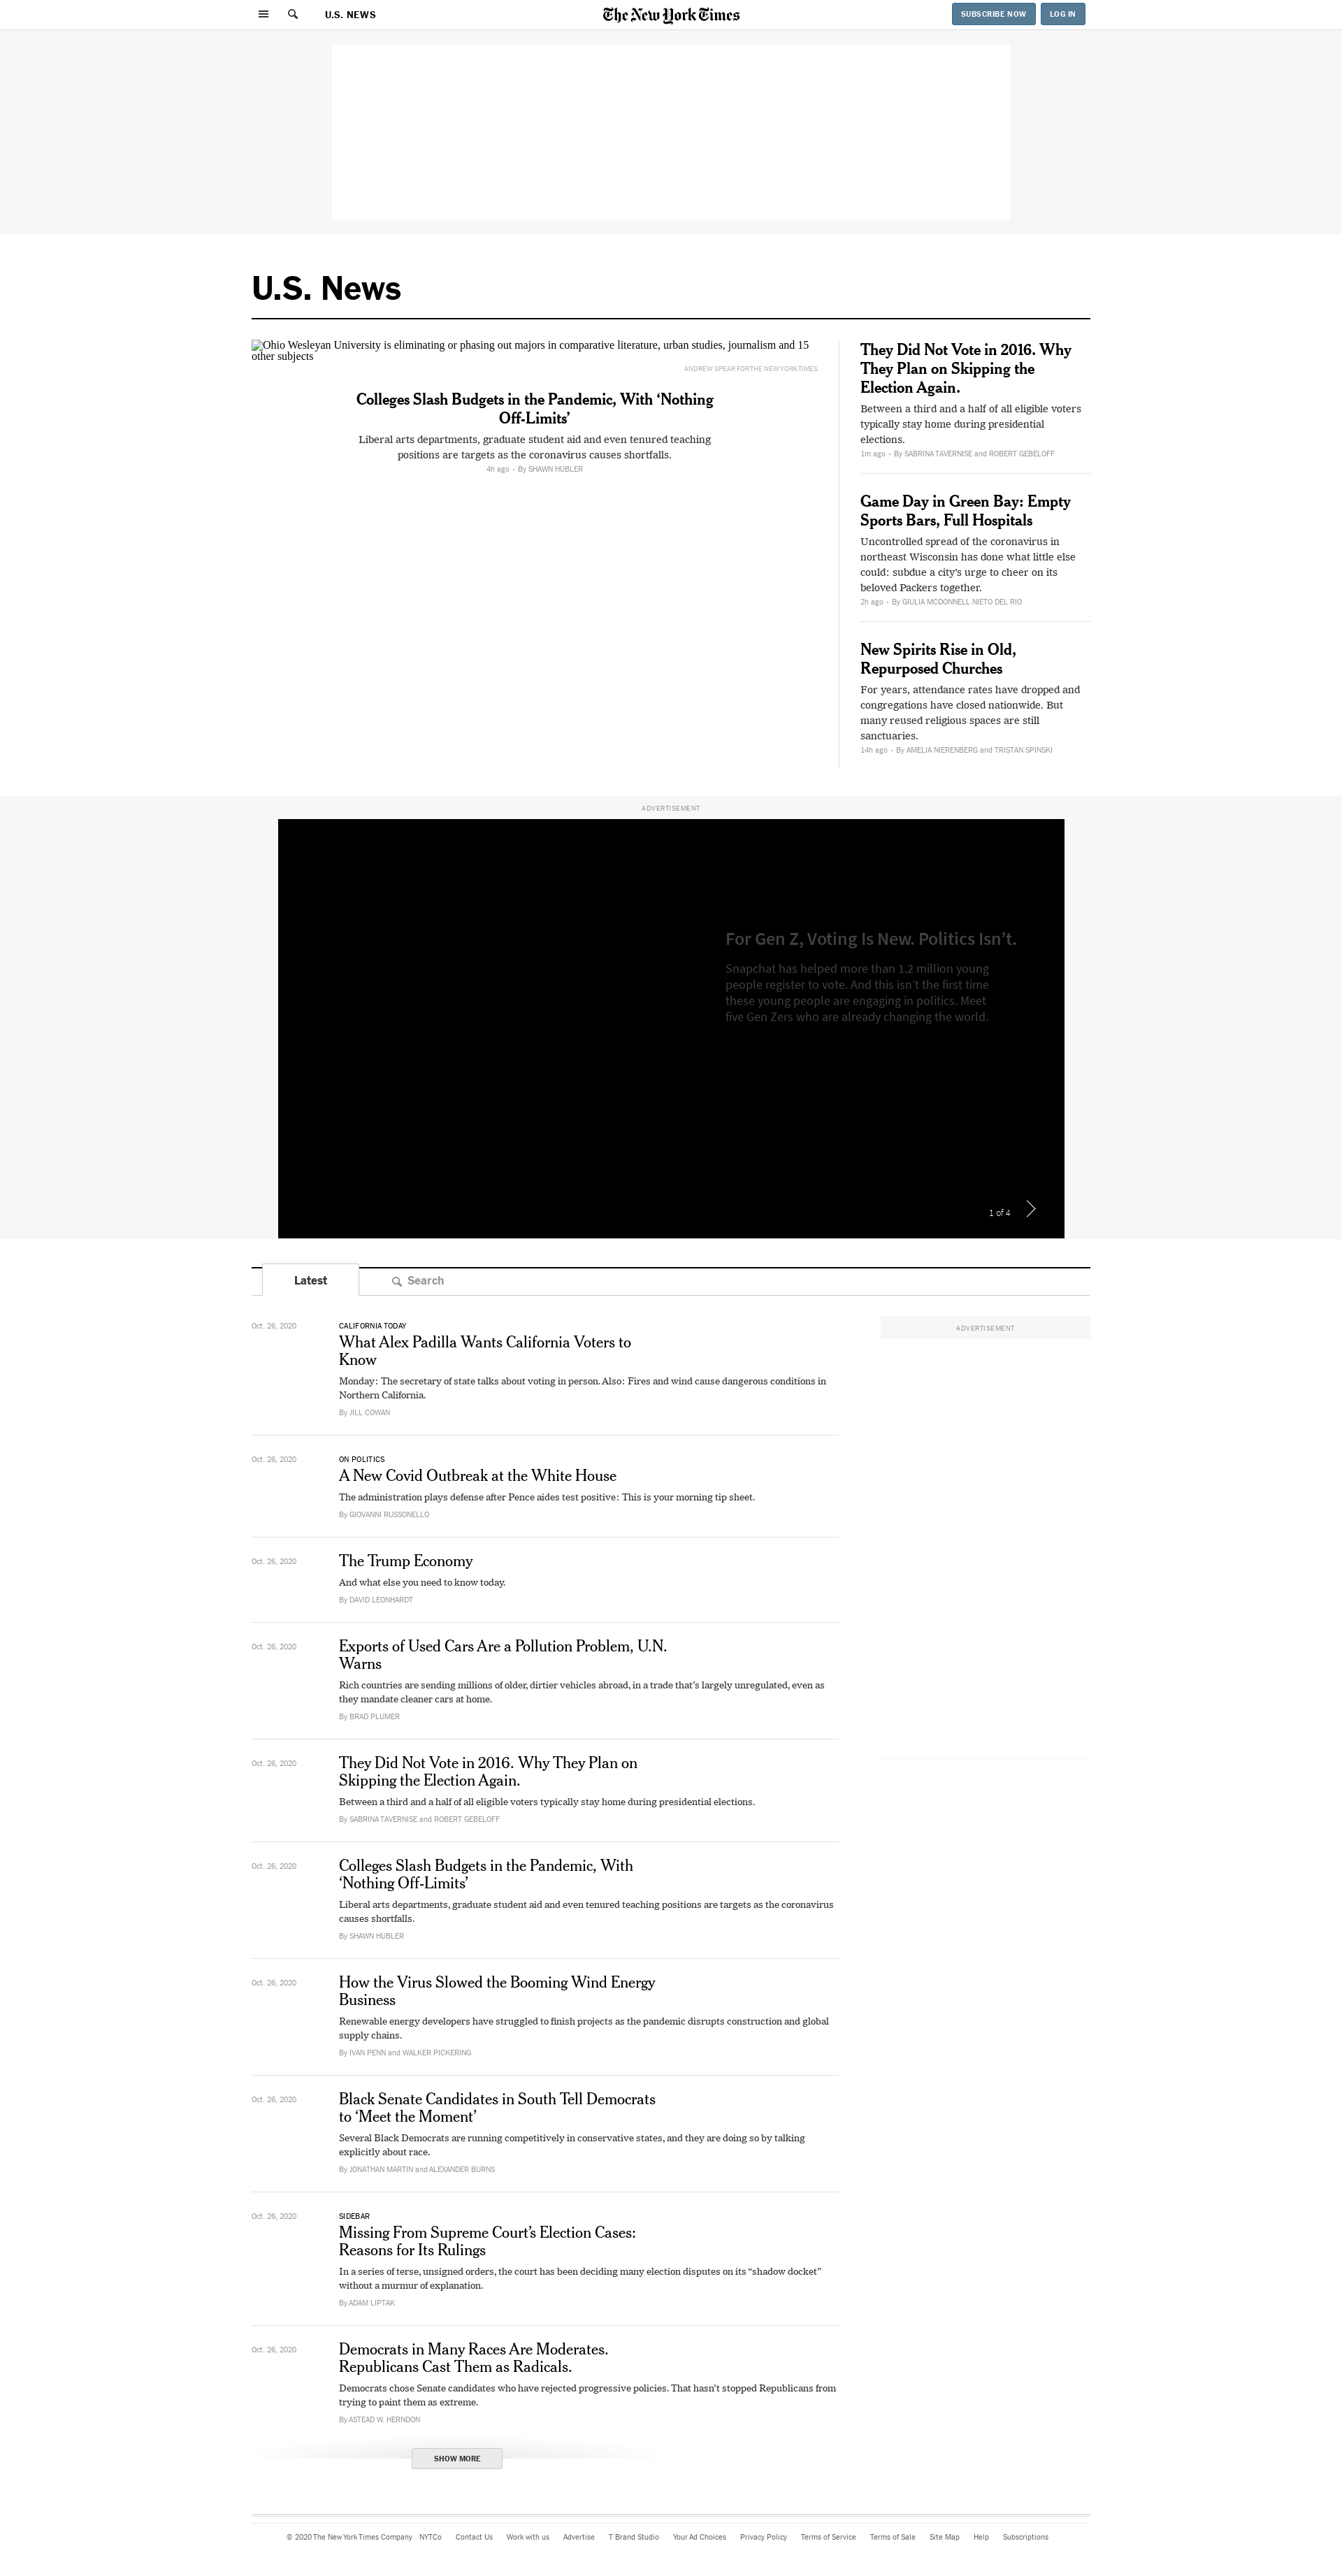 U.S. NEWS
The New York Times
SUBSCRIBE NOW
LOG IN
U.S. News
Ohio Wesleyan University is eliminating or phasing out majors in comparative literature, urban studies, journalism and 15
other subjects
ANDREW SPEAR FOR THE NEW YORK TIMES
Colleges Slash Budgets in the Pandemic, With ‘Nothing
Off-Limits’
Liberal arts departments, graduate student aid and even tenured teaching
positions are targets as the coronavirus causes shortfalls.
4h ago • By SHAWN HUBLER
They Did Not Vote in 2016. Why
They Plan on Skipping the
Election Again.
Between a third and a half of all eligible voters
typically stay home during presidential
elections.
1m ago • By SABRINA TAVERNISE and ROBERT GEBELOFF
Game Day in Green Bay: Empty
Sports Bars, Full Hospitals
Uncontrolled spread of the coronavirus in
northeast Wisconsin has done what little else
could: subdue a city’s urge to cheer on its
beloved Packers together.
2h ago • By GIULIA MCDONNELL NIETO DEL RIO
New Spirits Rise in Old,
Repurposed Churches
For years, attendance rates have dropped and
congregations have closed nationwide. But
many reused religious spaces are still
sanctuaries.
14h ago • By AMELIA NIERENBERG and TRISTAN SPINSKI
ADVERTISEMENT
For Gen Z, Voting Is New. Politics Isn’t.
Snapchat has helped more than 1.2 million young
people register to vote. And this isn’t the first time
these young people are engaging in politics. Meet
five Gen Zers who are already changing the world.
1 of 4
Latest
Search
ADVERTISEMENT
Oct. 26, 2020
CALIFORNIA TODAY
What Alex Padilla Wants California Voters to
Know
Monday: The secretary of state talks about voting in person. Also: Fires and wind cause dangerous conditions in
Northern California.
By JILL COWAN
Oct. 26, 2020
ON POLITICS
A New Covid Outbreak at the White House
The administration plays defense after Pence aides test positive: This is your morning tip sheet.
By GIOVANNI RUSSONELLO
Oct. 26, 2020
The Trump Economy
And what else you need to know today.
By DAVID LEONHARDT
Oct. 26, 2020
Exports of Used Cars Are a Pollution Problem, U.N.
Warns
Rich countries are sending millions of older, dirtier vehicles abroad, in a trade that’s largely unregulated, even as
they mandate cleaner cars at home.
By BRAD PLUMER
Oct. 26, 2020
They Did Not Vote in 2016. Why They Plan on
Skipping the Election Again.
Between a third and a half of all eligible voters typically stay home during presidential elections.
By SABRINA TAVERNISE and ROBERT GEBELOFF
Oct. 26, 2020
Colleges Slash Budgets in the Pandemic, With
‘Nothing Off-Limits’
Liberal arts departments, graduate student aid and even tenured teaching positions are targets as the coronavirus
causes shortfalls.
By SHAWN HUBLER
Oct. 26, 2020
How the Virus Slowed the Booming Wind Energy
Business
Renewable energy developers have struggled to finish projects as the pandemic disrupts construction and global
supply chains.
By IVAN PENN and WALKER PICKERING
Oct. 26, 2020
Black Senate Candidates in South Tell Democrats
to ‘Meet the Moment’
Several Black Democrats are running competitively in conservative states, and they are doing so by talking
explicitly about race.
By JONATHAN MARTIN and ALEXANDER BURNS
Oct. 26, 2020
SIDEBAR
Missing From Supreme Court’s Election Cases:
Reasons for Its Rulings
In a series of terse, unsigned orders, the court has been deciding many election disputes on its “shadow docket”
without a murmur of explanation.
By ADAM LIPTAK
Oct. 26, 2020
Democrats in Many Races Are Moderates.
Republicans Cast Them as Radicals.
Democrats chose Senate candidates who have rejected progressive policies. That hasn’t stopped Republicans from
trying to paint them as extreme.
By ASTEAD W. HERNDON
SHOW MORE
© 2020 The New York Times Company NYTCo Contact Us Work with us Advertise T Brand Studio Your Ad Choices Privacy Policy Terms of Service Terms of Sale Site Map Help Subscriptions